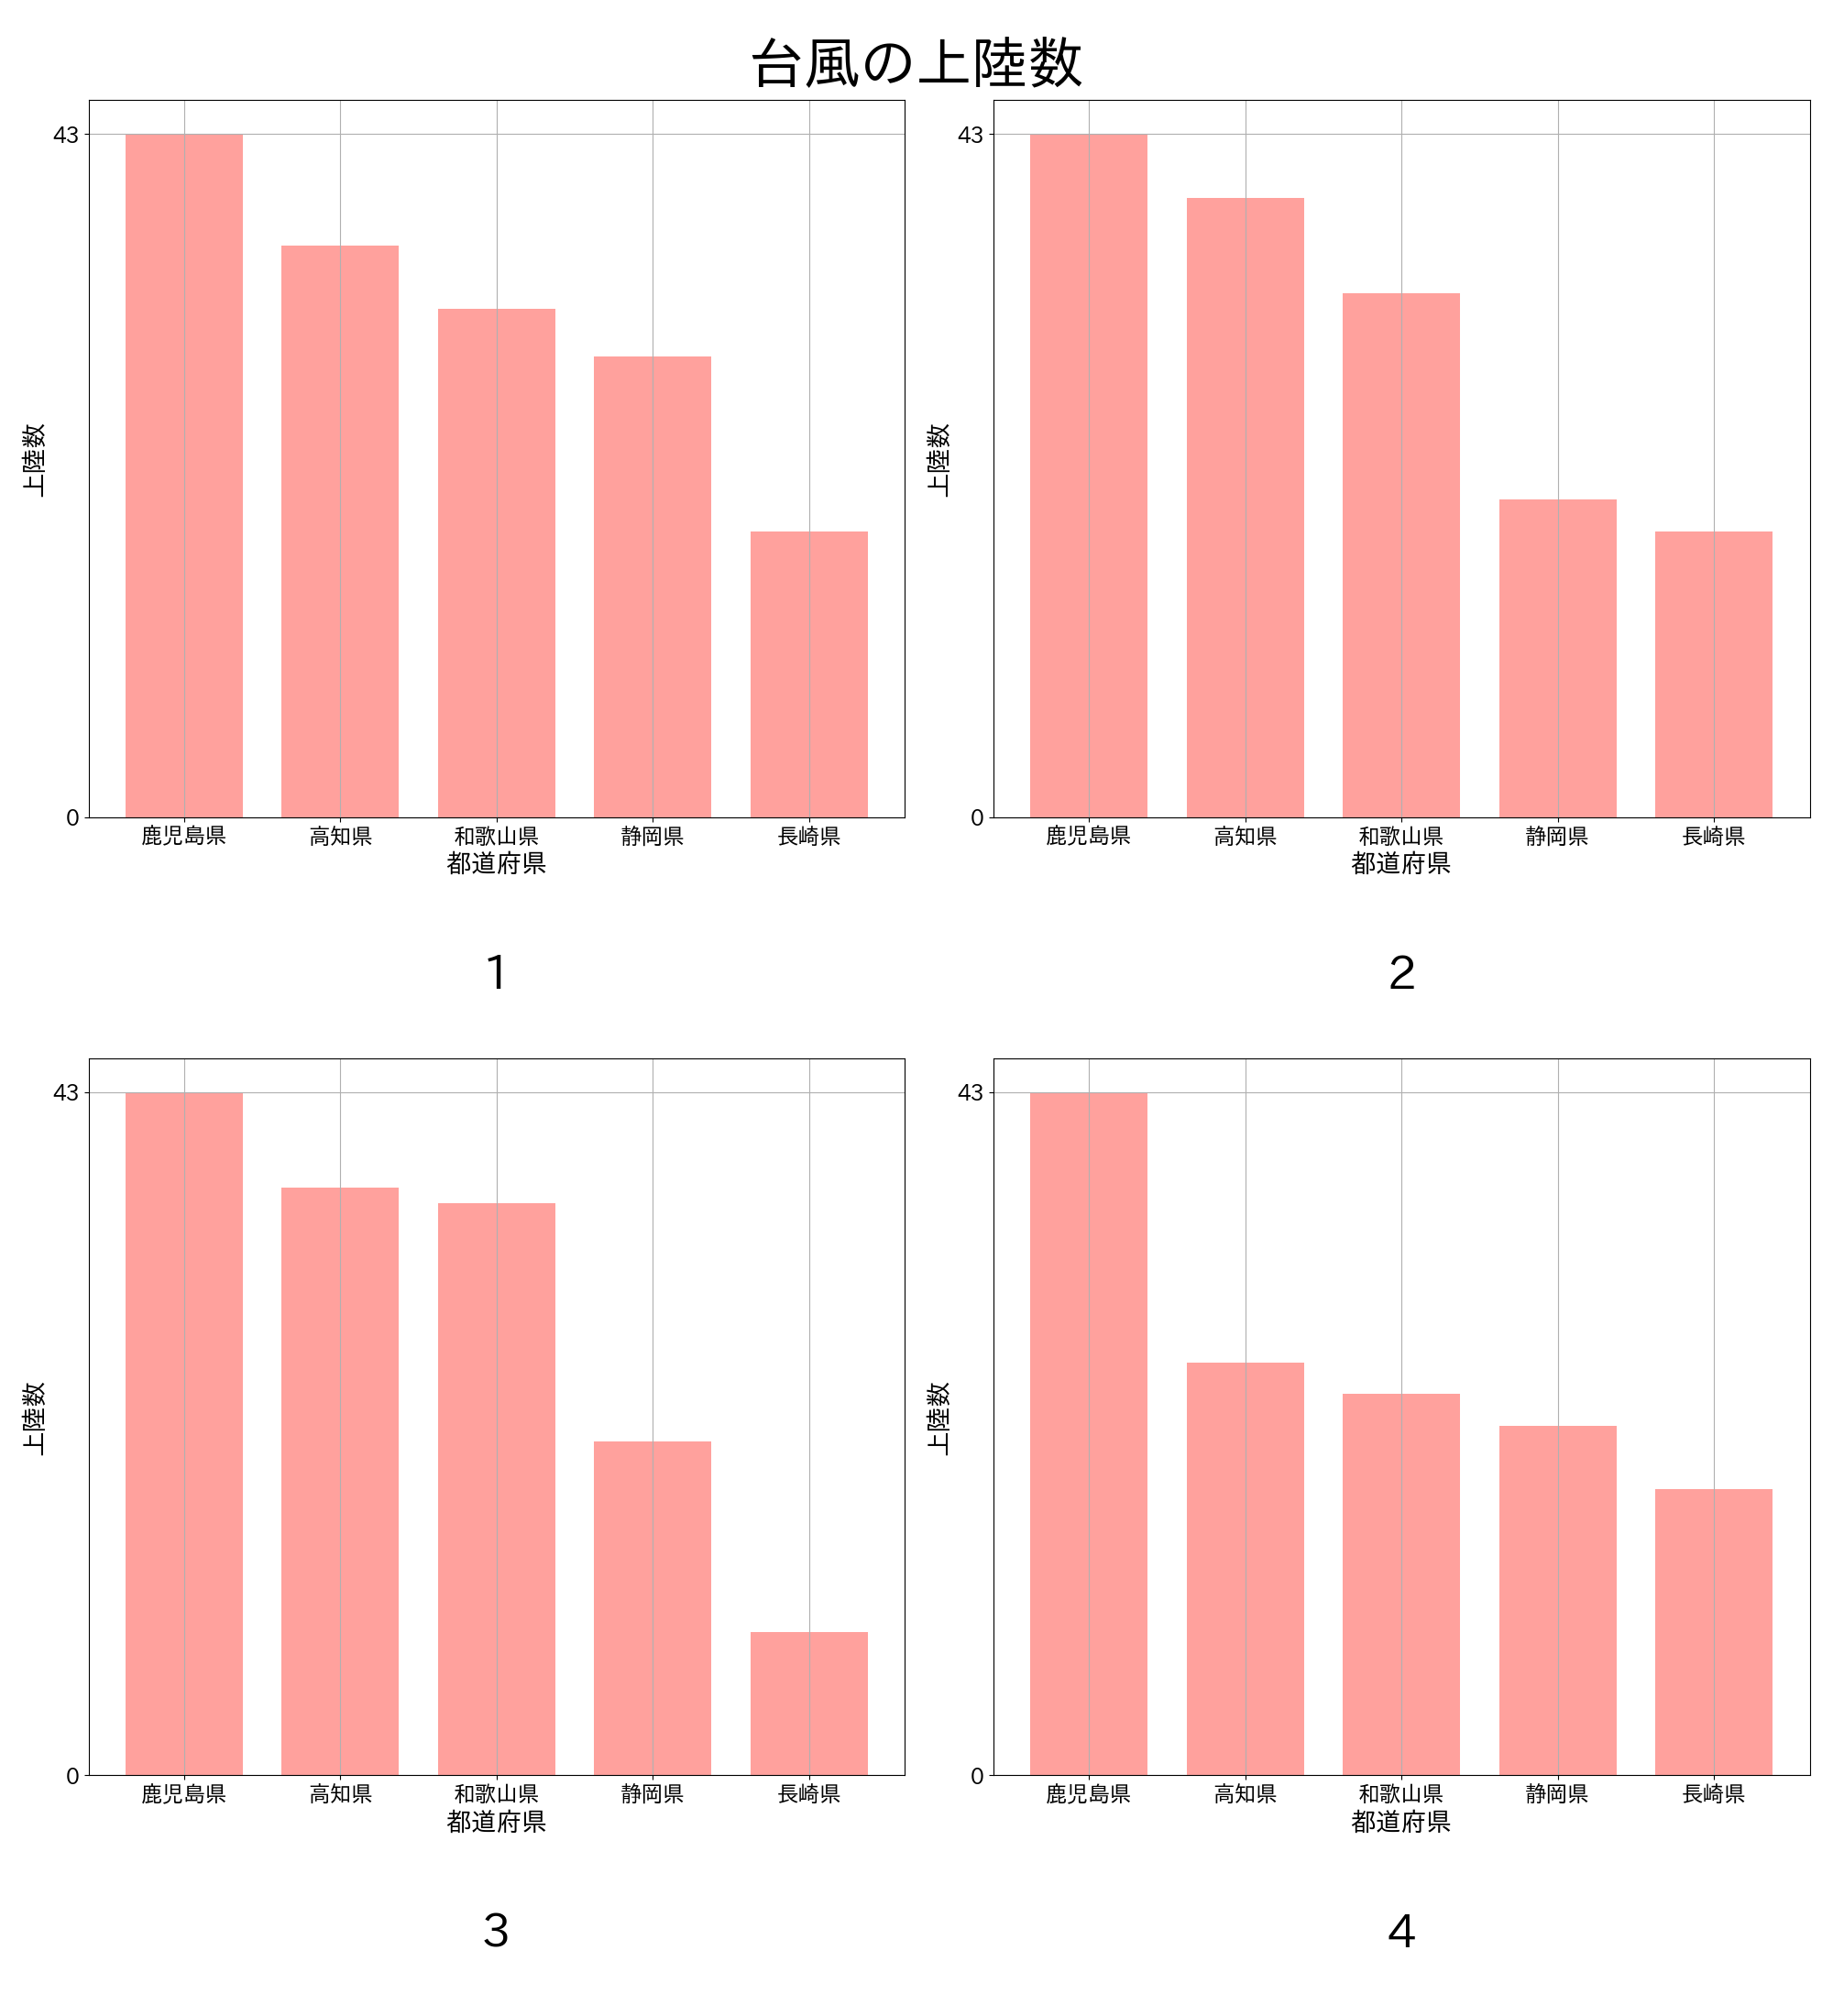 台風の上陸数
43
0
上陸数
鹿児島県 高知県 和歌山県 静岡県 長崎県
都道府県
1
43
0
上陸数
鹿児島県 高知県 和歌山県 静岡県 長崎県
都道府県
2
43
0
上陸数
鹿児島県 高知県 和歌山県 静岡県 長崎県
都道府県
3
43
0
上陸数
鹿児島県 高知県 和歌山県 静岡県 長崎県
都道府県
4